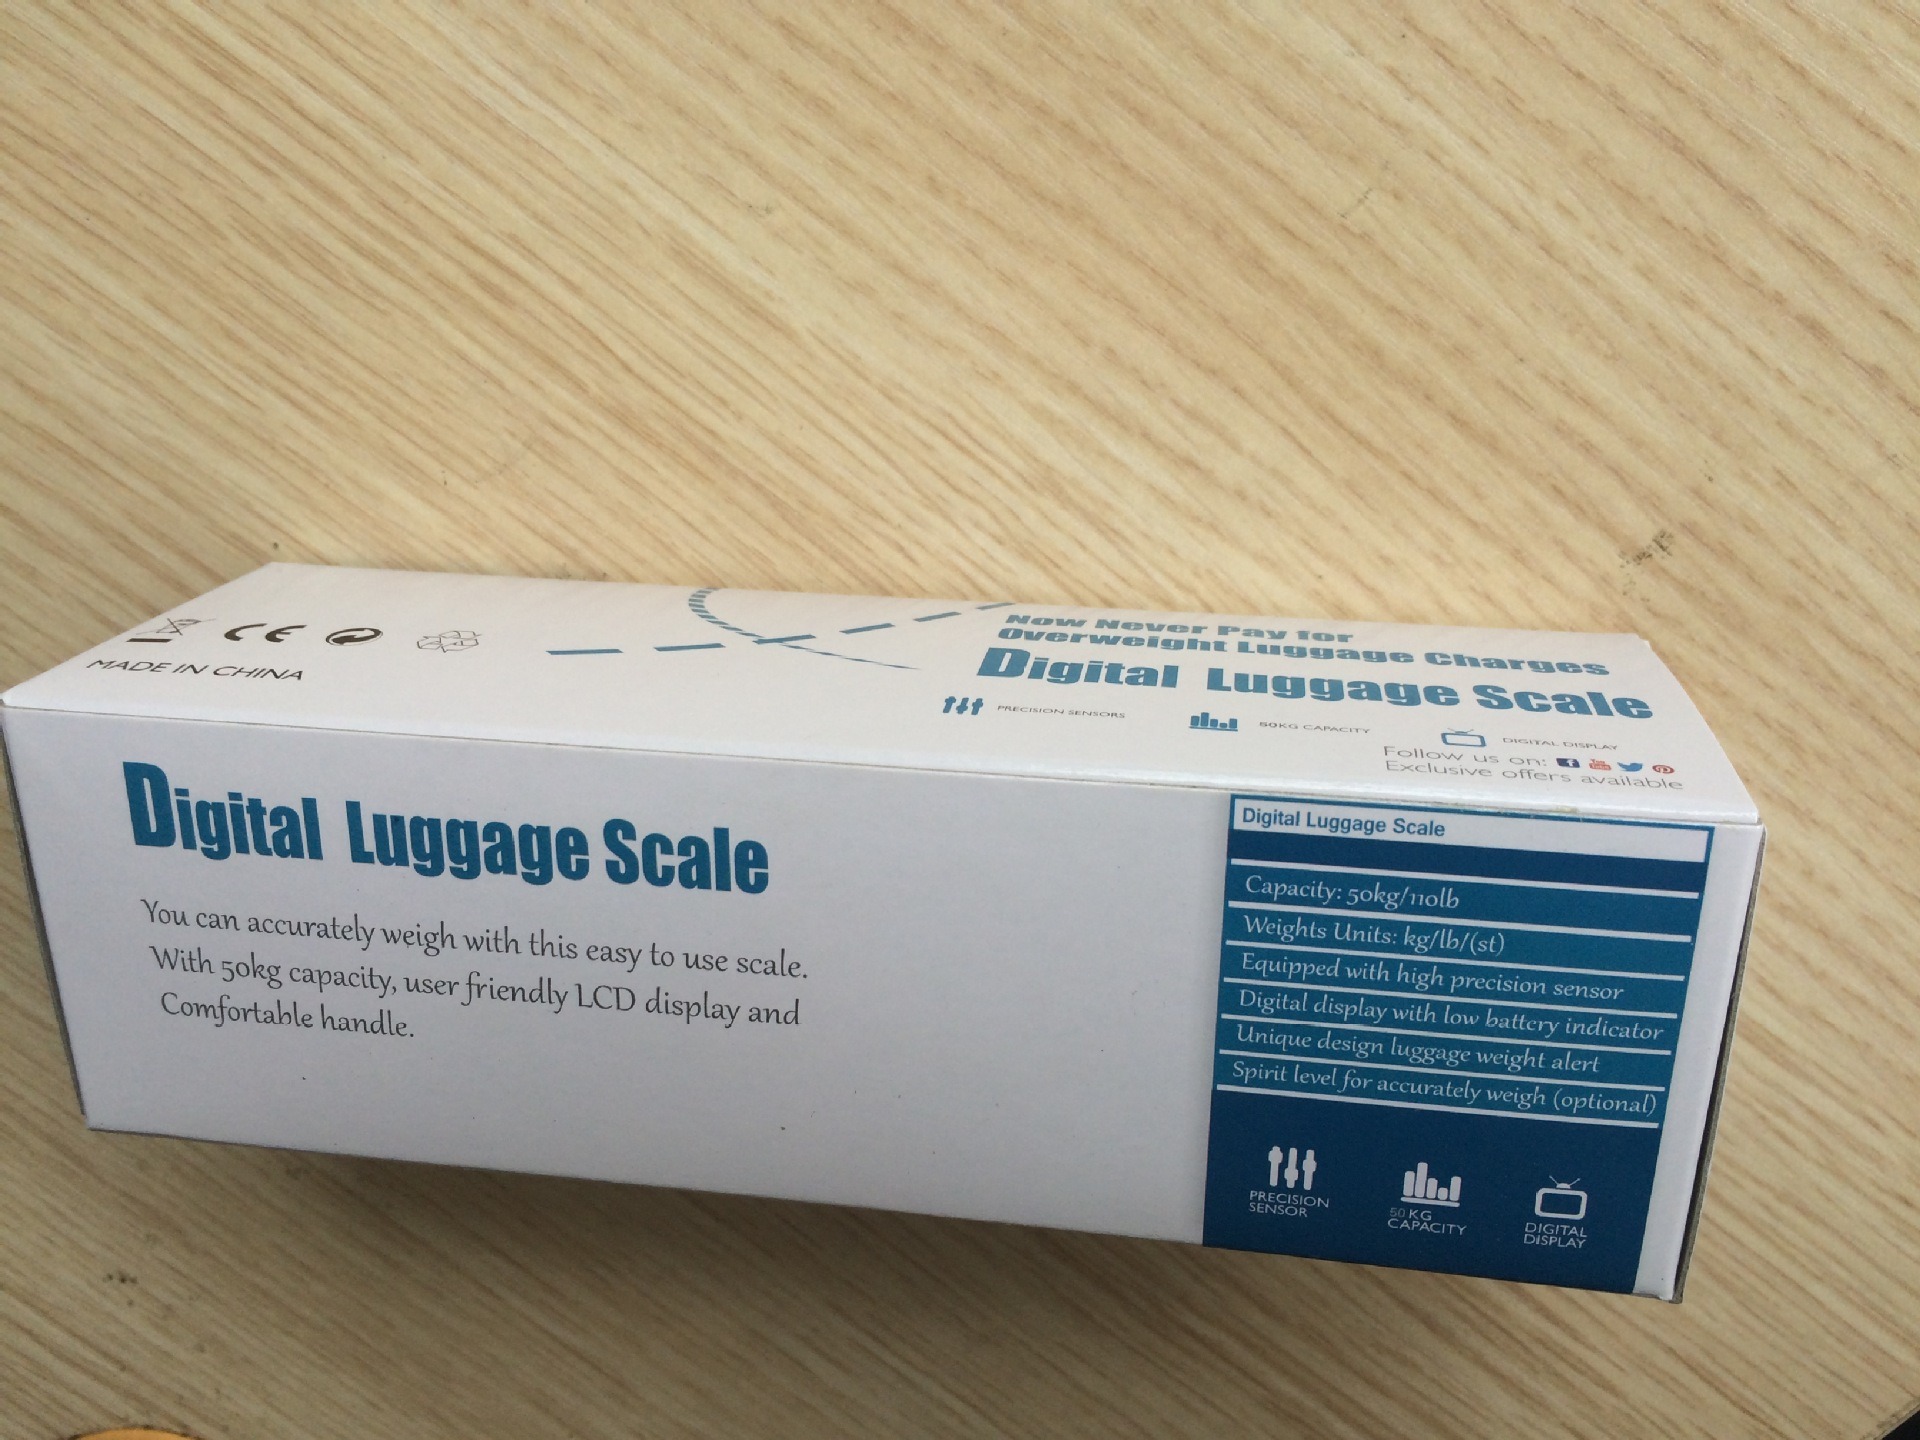 CE
MADE IN CHINA
Now Never Pay for
Overweight Luggage Charges
Digital Luggage Scale
PRECISION SENSORS
50KG CAPACITY
DIGITAL DISPLAY
Follow us on:
Exclusive offers available
Digital Luggage Scale
You can accurately weigh with this easy to use scale.
With 50kg capacity, user friendly LCD display and
Comfortable handle.
Digital Luggage Scale
Capacity: 50kg/110lb
Weights Units: kg/lb/(st)
Equipped with high precision sensor
Digital display with low battery indicator
Unique design luggage weight alert
Spirit level for accurately weigh (optional)
PRECISION
SENSOR
50KG
CAPACITY
DIGITAL
DISPLAY